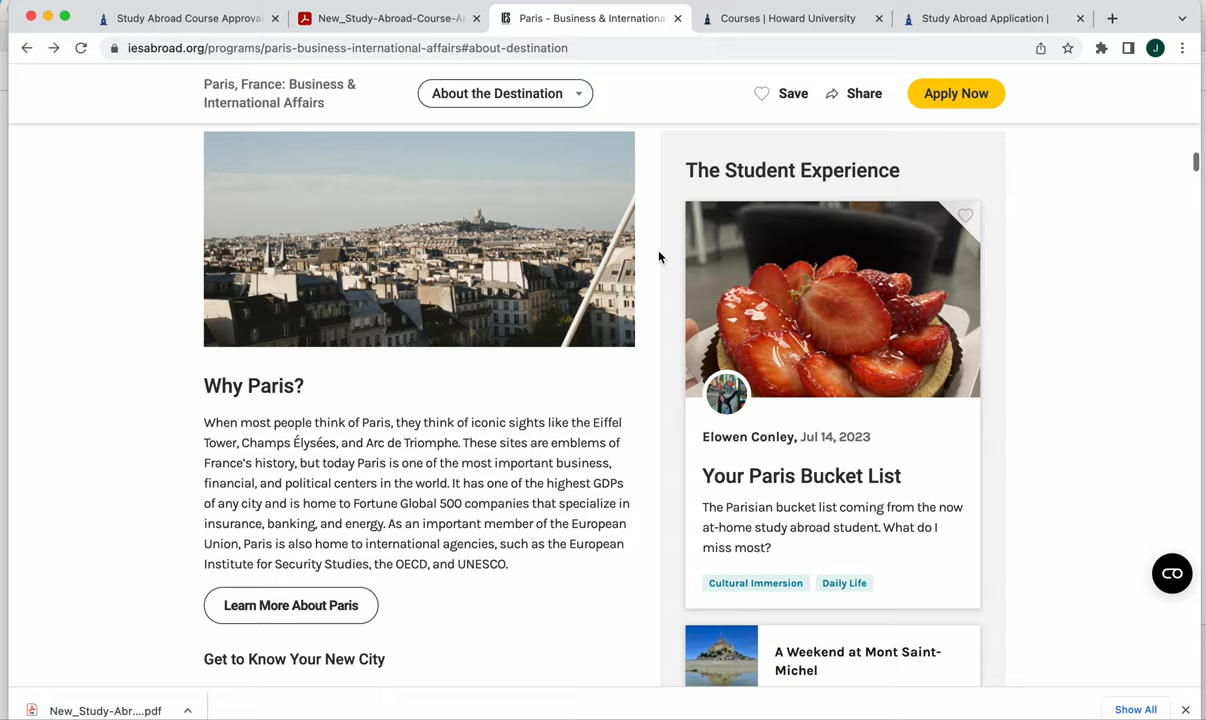 Study Abroad Course Approva
New_Study-Abroad-Course-A
Paris - Business & Internationa
Courses | Howard University
Study Abroad Application |
iesabroad.org/programs/paris-business-international-affairs#about-destination
J
Paris, France: Business &
International Affairs
About the Destination
Save
Share
Apply Now
Why Paris?
When most people think of Paris, they think of iconic sights like the Eiffel
Tower, Champs Élysées, and Arc de Triomphe. These sites are emblems of
France's history, but today Paris is one of the most important business,
financial, and political centers in the world. It has one of the highest GDPs
of any city and is home to Fortune Global 500 companies that specialize in
insurance, banking, and energy. As an important member of the European
Union, Paris is also home to international agencies, such as the European
Institute for Security Studies, the OECD, and UNESCO.
Learn More About Paris
Get to Know Your New City
The Student Experience
Elowen Conley, Jul 14, 2023
Your Paris Bucket List
The Parisian bucket list coming from the now
at-home study abroad student. What do I
miss most?
Cultural Immersion
Daily Life
A Weekend at Mont Saint-
Michel
New_Study-Abr....pdf
Show All